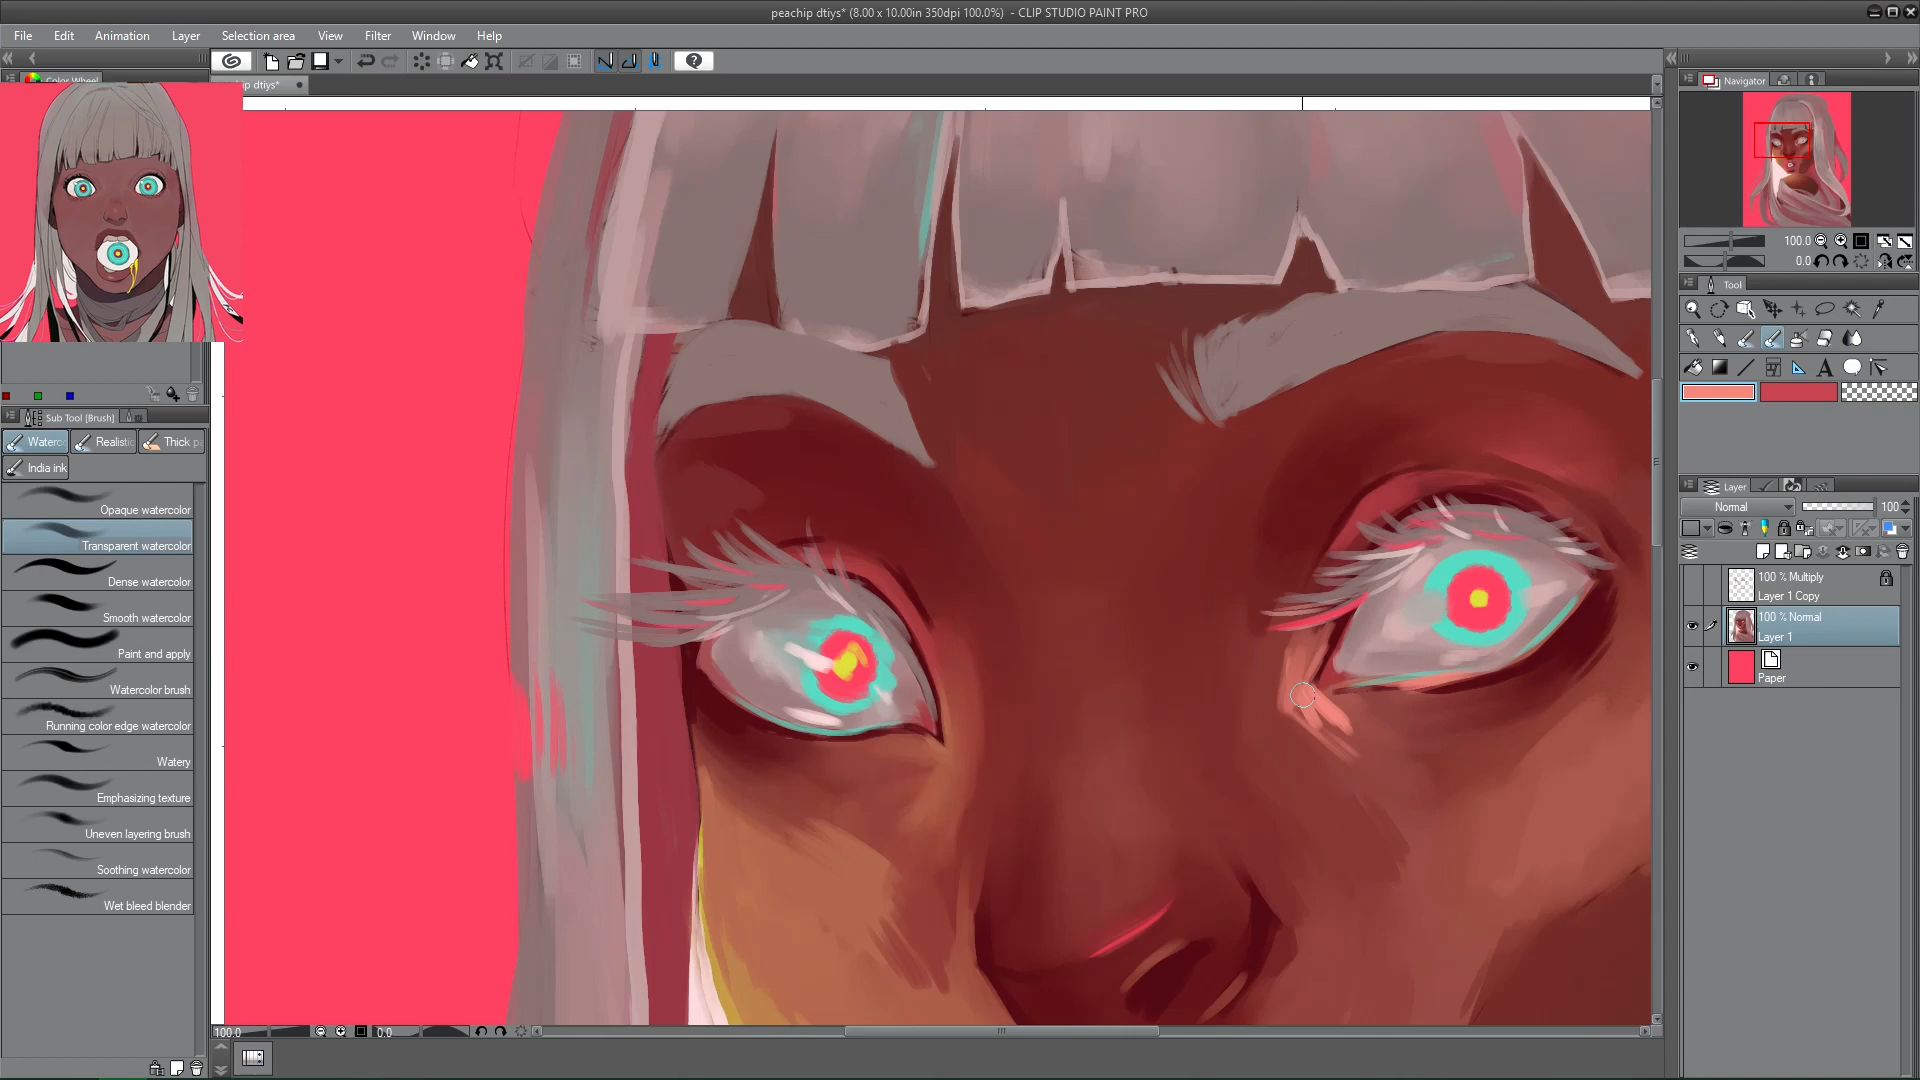 peachip dtiys* (8.00 x 10.00in 350dpi 100.0%) - CLIP STUDIO PAINT PRO
File Edit Animation Layer Selection area View Filter Window Help
Color Wheel
ip dtiys*
Navigator
100.0
0.0
Tool
Sub Tool [Brush]
Waterc Realistic Thick p
India ink
Opaque watercolor
Transparent watercolor
Dense watercolor
Smooth watercolor
Paint and apply
Watercolor brush
Running color edge watercolor
Watery
Emphasizing texture
Uneven layering brush
Soothing watercolor
Wet bleed blender
Layer
Normal 100
100 % Multiply
Layer 1 Copy
100 % Normal
Layer 1
Paper
100.0 0.0